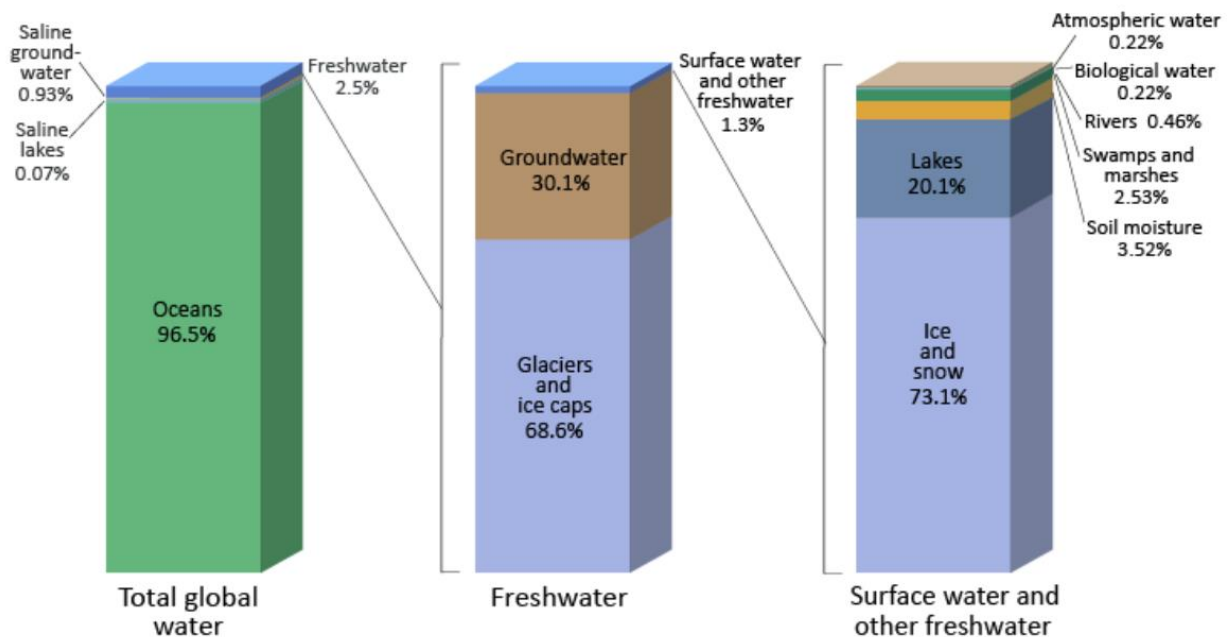 Saline
ground-
water
0.93%
Saline
lakes
0.07%
Freshwater
2.5%
Oceans
96.5%
Total global
water
Surface water
and other
freshwater
1.3%
Groundwater
30.1%
Glaciers
and
ice caps
68.6%
Freshwater
Atmospheric water
0.22%
Biological water
0.22%
Rivers 0.46%
Swamps and
marshes
2.53%
Soil moisture
3.52%
Lakes
20.1%
Ice
and
snow
73.1%
Surface water and
other freshwater